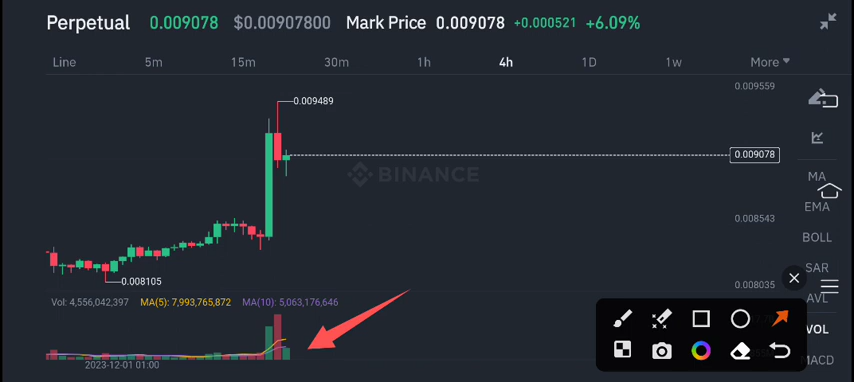 Perpetual 0.009078 $0.00907800 Mark Price 0.009078 +0.000521 +6.09%
Line 5m 15m 30m 1h 4h 1D 1w More
0.009559
0.009489
0.009078
BINANCE
MA
EMA
0.008543
BOLL
SAR
0.008105
0.008035
AVL
Vol: 4,556,042,397 MA(5): 7,993,765,872 MA(10): 5,063,176,646
VOL
MACD
2023-12-01 01:00